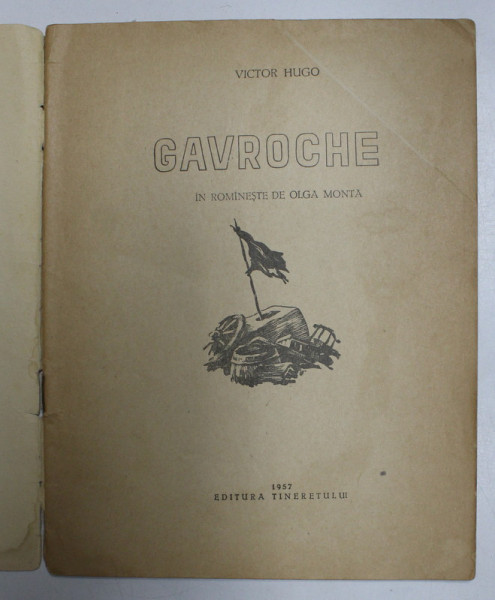 VICTOR HUGO
GAVROCHE
ÎN ROMÎNEȘTE DE OLGA MONTA
1957
EDITURA TINERETULUI